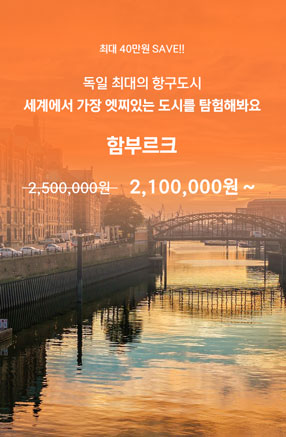 최대 40만원 SAVE!!
독일 최대의 항구도시
세계에서 가장 엣찌있는 도시를 탐험해봐요
함부르크
2,500,000원 2,100,000원 ~